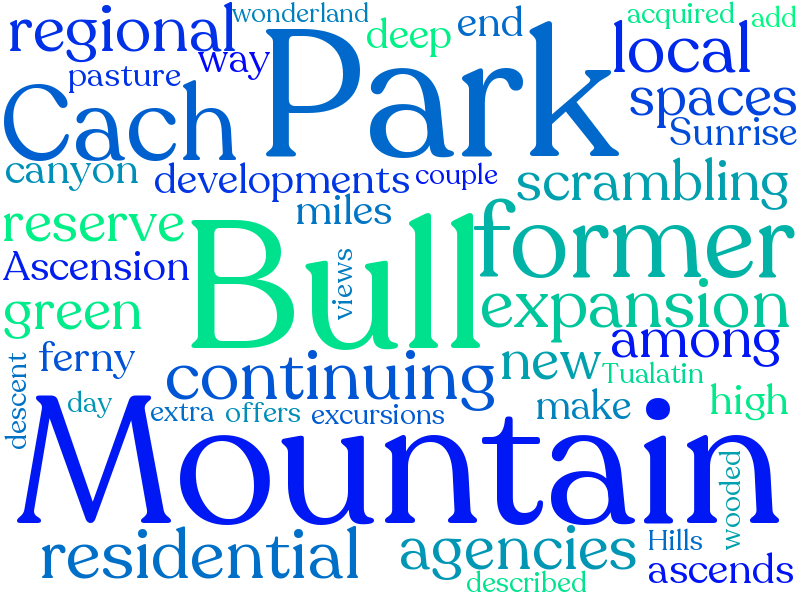 regional
wonderland
deep
end
acquired
add
way
Park
local
pasture
Cach
spaces
Sunrise
canyon
developments
couple
scrambling
reserve
miles
former
Ascension
Bull
views
expansion
green
among
ferny
continuing
new
Tualatin
descent
day
extra
offers
excursions
make
high
Mountain
wooded
residential
agencies
Hills
ascends
described